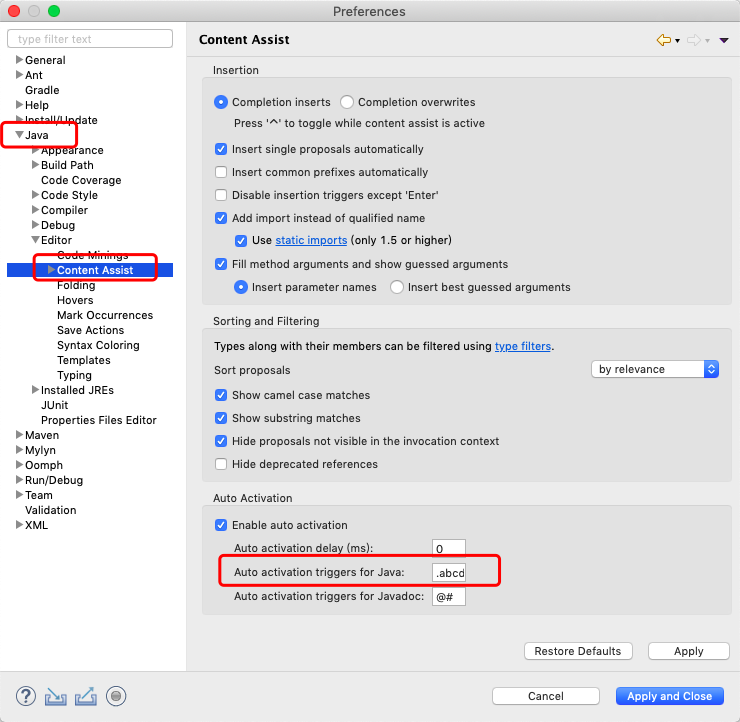 Preferences
type filter text
General
Ant
Gradle
Help
Install/Update
Java
Appearance
Build Path
Code Coverage
Code Style
Compiler
Debug
Editor
Code Minings
Content Assist
Folding
Hovers
Mark Occurrences
Save Actions
Syntax Coloring
Templates
Typing
Installed JREs
JUnit
Properties Files Editor
Maven
Mylyn
Oomph
Run/Debug
Team
Validation
XML
Content Assist
Insertion
Completion inserts Completion overwrites
Press '^' to toggle while content assist is active
Insert single proposals automatically
Insert common prefixes automatically
Disable insertion triggers except 'Enter'
Add import instead of qualified name
Use static imports (only 1.5 or higher)
Fill method arguments and show guessed arguments
Insert parameter names Insert best guessed arguments
Sorting and Filtering
Types along with their members can be filtered using type filters.
Sort proposals by relevance
Show camel case matches
Show substring matches
Hide proposals not visible in the invocation context
Hide deprecated references
Auto Activation
Enable auto activation
Auto activation delay (ms): 0
Auto activation triggers for Java: .abcd
Auto activation triggers for Javadoc: @#
Restore Defaults Apply
? Cancel Apply and Close